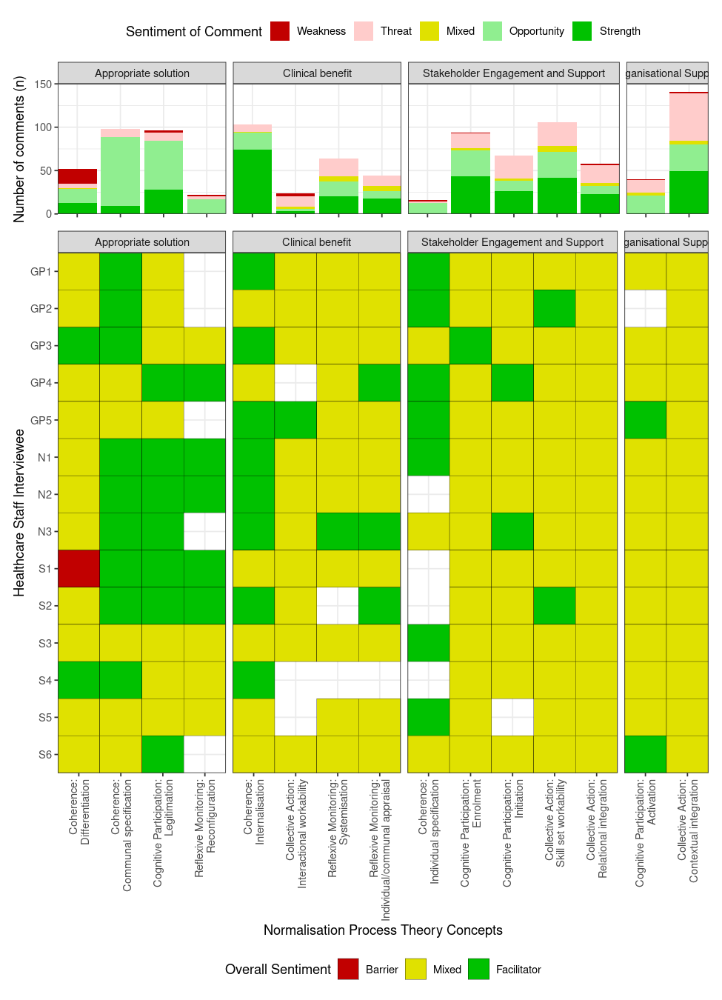 Sentiment of Comment Weakness Threat Mixed Opportunity Strength
Appropriate solution Clinical benefit Stakeholder Engagement and Support ganisational Supp
Number of comments (n)
150
100
50
0
Appropriate solution Clinical benefit Stakeholder Engagement and Support ganisational Supp
Healthcare Staff Interviewee
GP1
GP2
GP3
GP4
GP5
N1
N2
N3
S1
S2
S3
S4
S5
S6
Coherence:
Differentiation
Coherence:
Communal specification
Cognitive Participation:
Legitimation
Reflexive Monitoring:
Reconfiguration
Coherence:
Internalisation
Collective Action:
Interactional workability
Reflexive Monitoring:
Systemisation
Reflexive Monitoring:
Individual/communal appraisal
Coherence:
Individual specification
Cognitive Participation:
Enrolment
Cognitive Participation:
Initiation
Collective Action:
Skill set workability
Collective Action:
Relational integration
Cognitive Participation:
Activation
Collective Action:
Contextual integration
Normalisation Process Theory Concepts
Overall Sentiment Barrier Mixed Facilitator